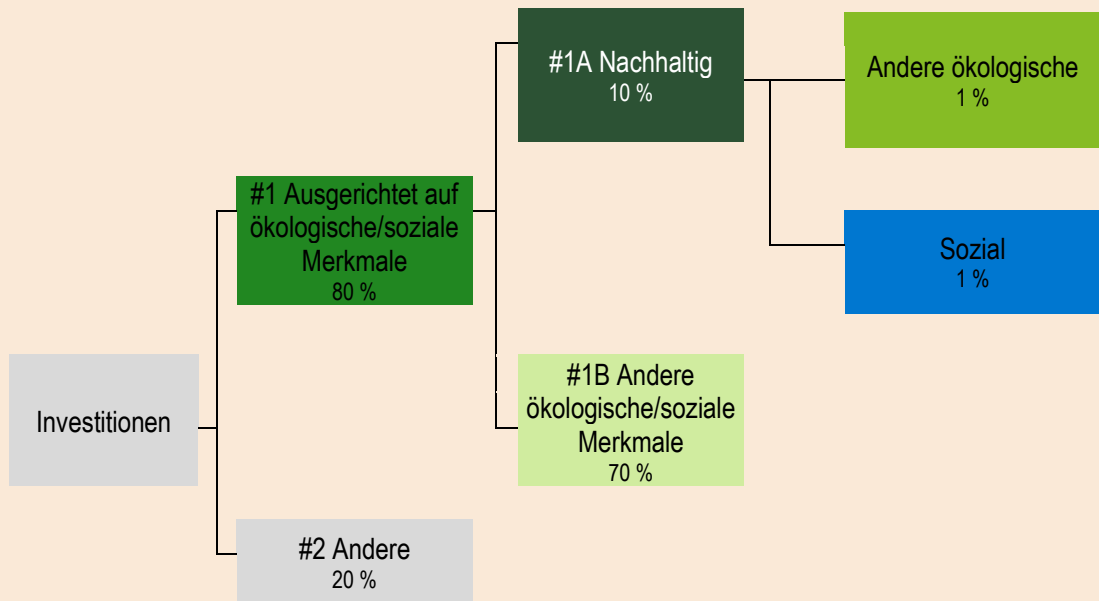 #1A Nachhaltig
10 %
Andere ökologische
1 %
#1 Ausgerichtet auf
ökologische/soziale
Merkmale
80 %
Sozial
1 %
Investitionen
#1B Andere
ökologische/soziale
Merkmale
70 %
#2 Andere
20 %